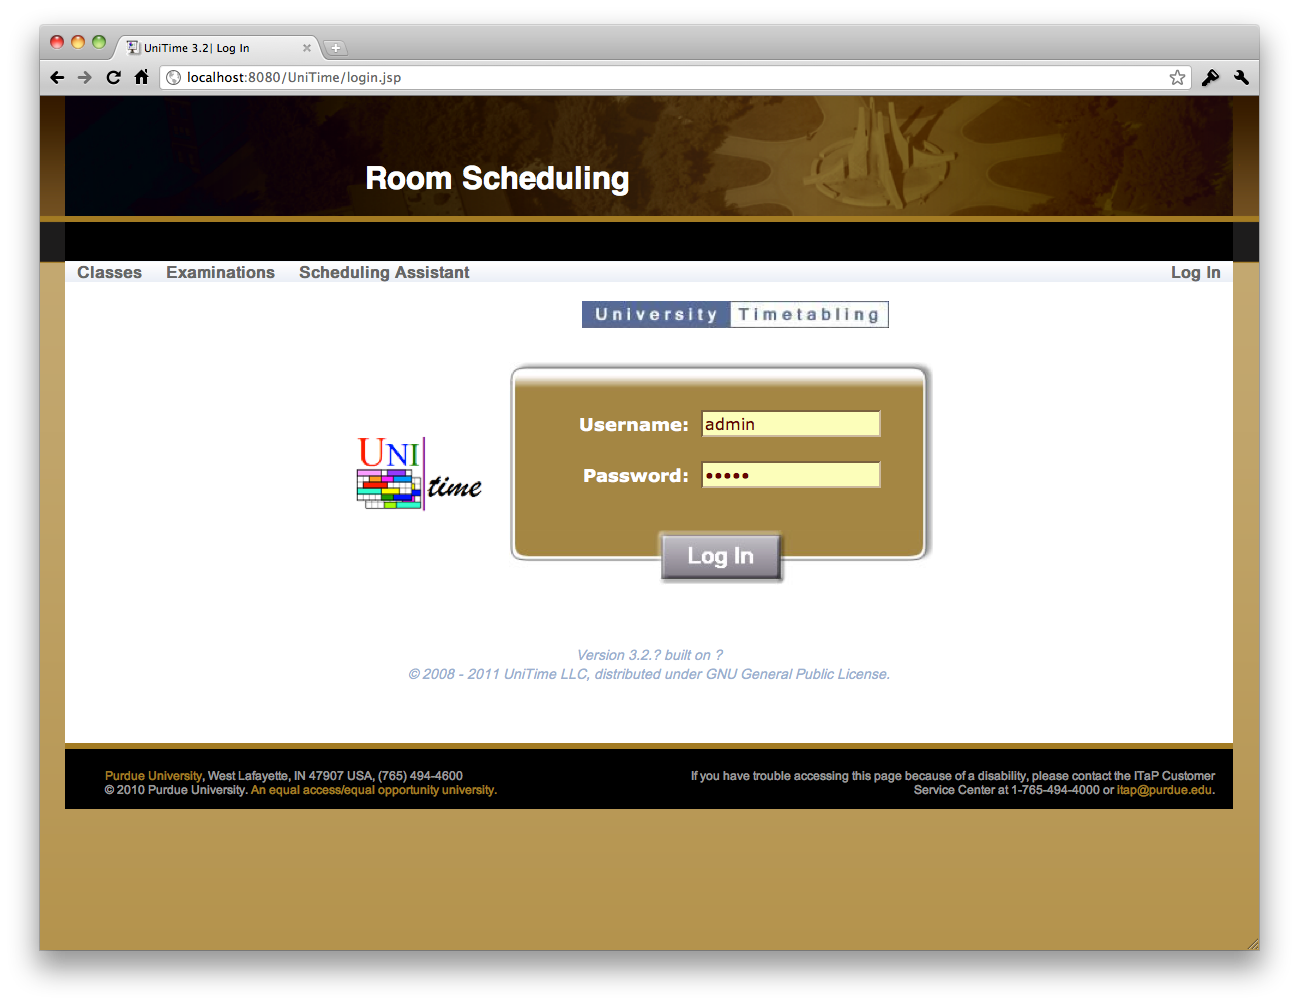 UniTime 3.2| Log In
localhost:8080/UniTime/login.jsp
Room Scheduling
Classes Examinations Scheduling Assistant Log In
University Timetabling
Username: admin
UNI
time
Password: •••••
Log In
Version 3.2.? built on ?
© 2008 - 2011 UniTime LLC, distributed under GNU General Public License.
Purdue University, West Lafayette, IN 47907 USA, (765) 494-4600
© 2010 Purdue University. An equal access/equal opportunity university.
If you have trouble accessing this page because of a disability, please contact the ITaP Customer
Service Center at 1-765-494-4000 or itap@purdue.edu.